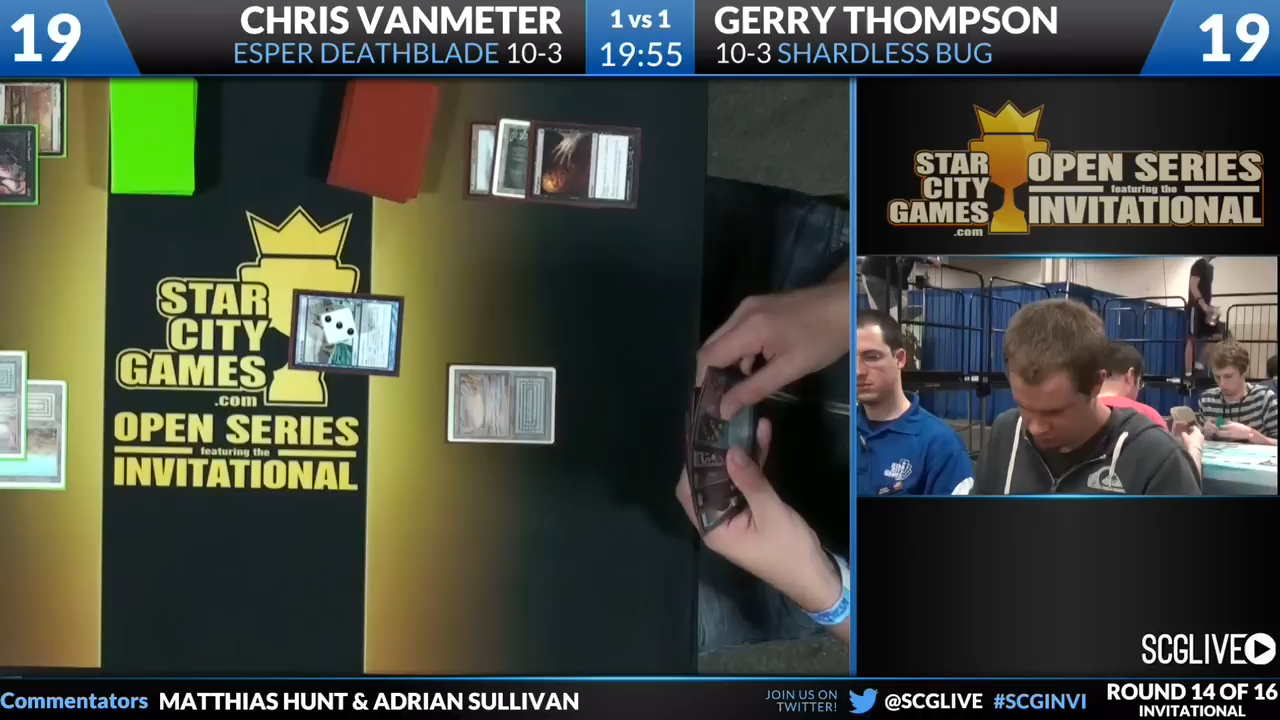 19
CHRIS VANMETER
ESPER DEATHBLADE 10-3
1 vs 1
19:55
GERRY THOMPSON
10-3 SHARDLESS BUG
19
STAR
CITY
GAMES
.com
OPEN SERIES
featuring the
INVITATIONAL
STAR
CITY
GAMES
.com
OPEN SERIES
featuring the
INVITATIONAL
SCGLIVE
Commentators MATTHIAS HUNT & ADRIAN SULLIVAN
JOIN US ON
TWITTER!
@SCGLIVE #SCGINVI
ROUND 14 OF 16
INVITATIONAL